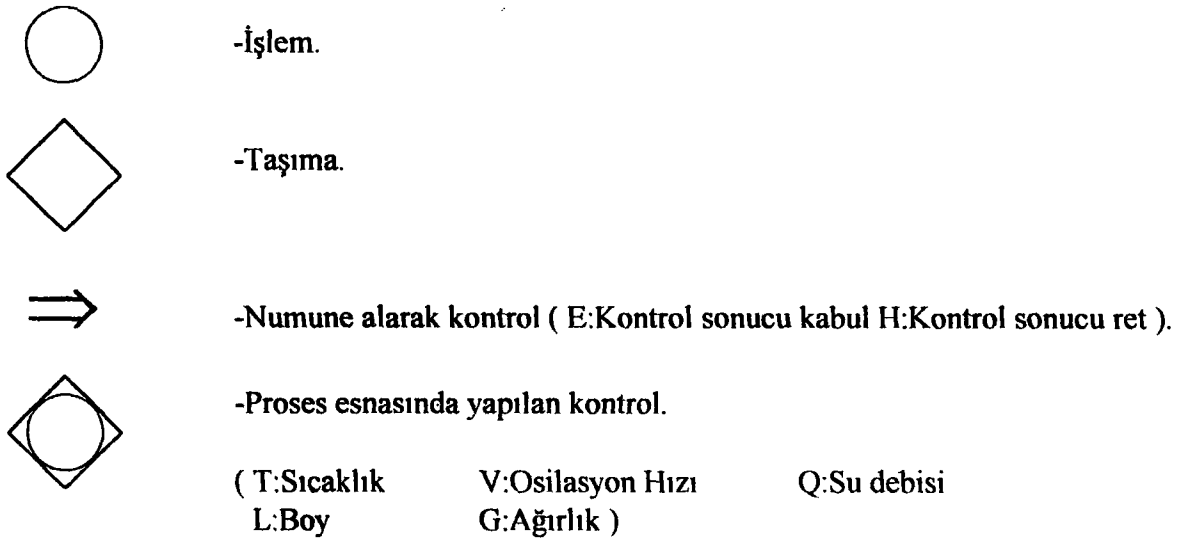 -İşlem.
-Taşıma.
-Numune alarak kontrol ( E:Kontrol sonucu kabul H:Kontrol sonucu ret ).
-Proses esnasında yapılan kontrol.
( T:Sıcaklık V:Osilasyon Hızı Q:Su debisi
L:Boy G:Ağırlık )